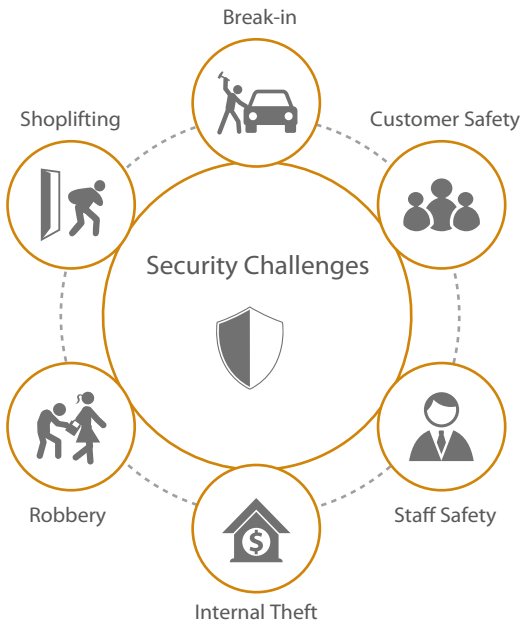 Break-in
Shoplifting
Customer Safety
Security Challenges
Robbery
Staff Safety
$
Internal Theft